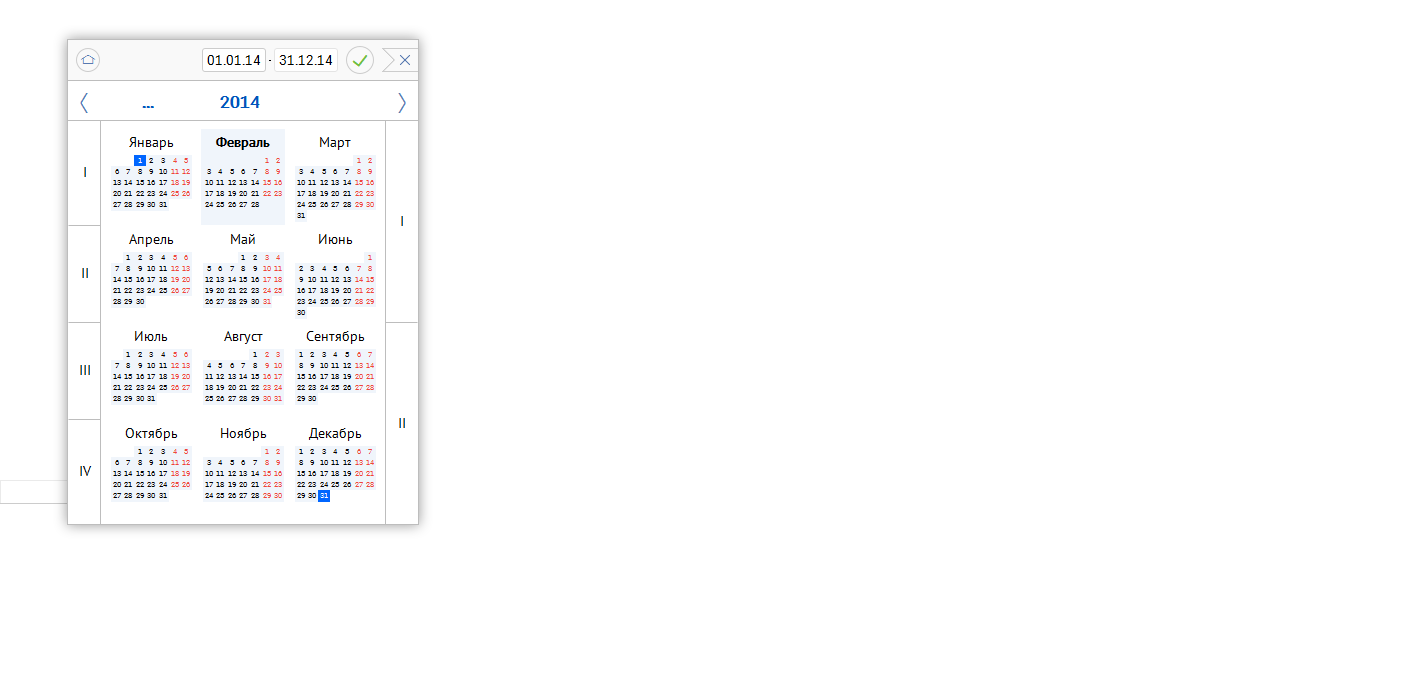 01.01.14 - 31.12.14
... 2014
I
Январь
1 2 3 4 5
6 7 8 9 10 11 12
13 14 15 16 17 18 19
20 21 22 23 24 25 26
27 28 29 30 31
Февраль
1 2
3 4 5 6 7 8 9
10 11 12 13 14 15 16
17 18 19 20 21 22 23
24 25 26 27 28
Март
1 2
3 4 5 6 7 8 9
10 11 12 13 14 15 16
17 18 19 20 21 22 23
24 25 26 27 28 29 30
31
I
II
Апрель
1 2 3 4 5 6
7 8 9 10 11 12 13
14 15 16 17 18 19 20
21 22 23 24 25 26 27
28 29 30
Май
1 2 3 4
5 6 7 8 9 10 11
12 13 14 15 16 17 18
19 20 21 22 23 24 25
26 27 28 29 30 31
Июнь
1
2 3 4 5 6 7 8
9 10 11 12 13 14 15
16 17 18 19 20 21 22
23 24 25 26 27 28 29
30
III
Июль
1 2 3 4 5 6
7 8 9 10 11 12 13
14 15 16 17 18 19 20
21 22 23 24 25 26 27
28 29 30 31
Август
1 2 3
4 5 6 7 8 9 10
11 12 13 14 15 16 17
18 19 20 21 22 23 24
25 26 27 28 29 30 31
Сентябрь
1 2 3 4 5 6 7
8 9 10 11 12 13 14
15 16 17 18 19 20 21
22 23 24 25 26 27 28
29 30
II
IV
Октябрь
1 2 3 4 5
6 7 8 9 10 11 12
13 14 15 16 17 18 19
20 21 22 23 24 25 26
27 28 29 30 31
Ноябрь
1 2
3 4 5 6 7 8 9
10 11 12 13 14 15 16
17 18 19 20 21 22 23
24 25 26 27 28 29 30
Декабрь
1 2 3 4 5 6 7
8 9 10 11 12 13 14
15 16 17 18 19 20 21
22 23 24 25 26 27 28
29 30 31